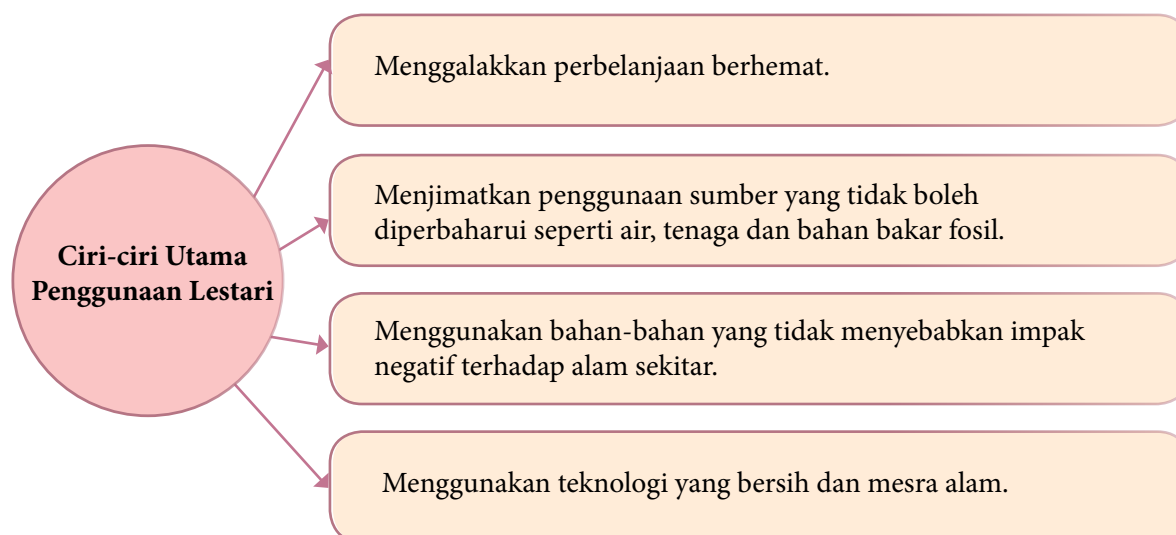 Menggalakkan perbelanjaan berhemat.
Menjimatkan penggunaan sumber yang tidak boleh
diperbaharui seperti air, tenaga dan bahan bakar fosil.
Ciri-ciri Utama
Penggunaan Lestari
Menggunakan bahan-bahan yang tidak menyebabkan impak
negatif terhadap alam sekitar.
Menggunakan teknologi yang bersih dan mesra alam.